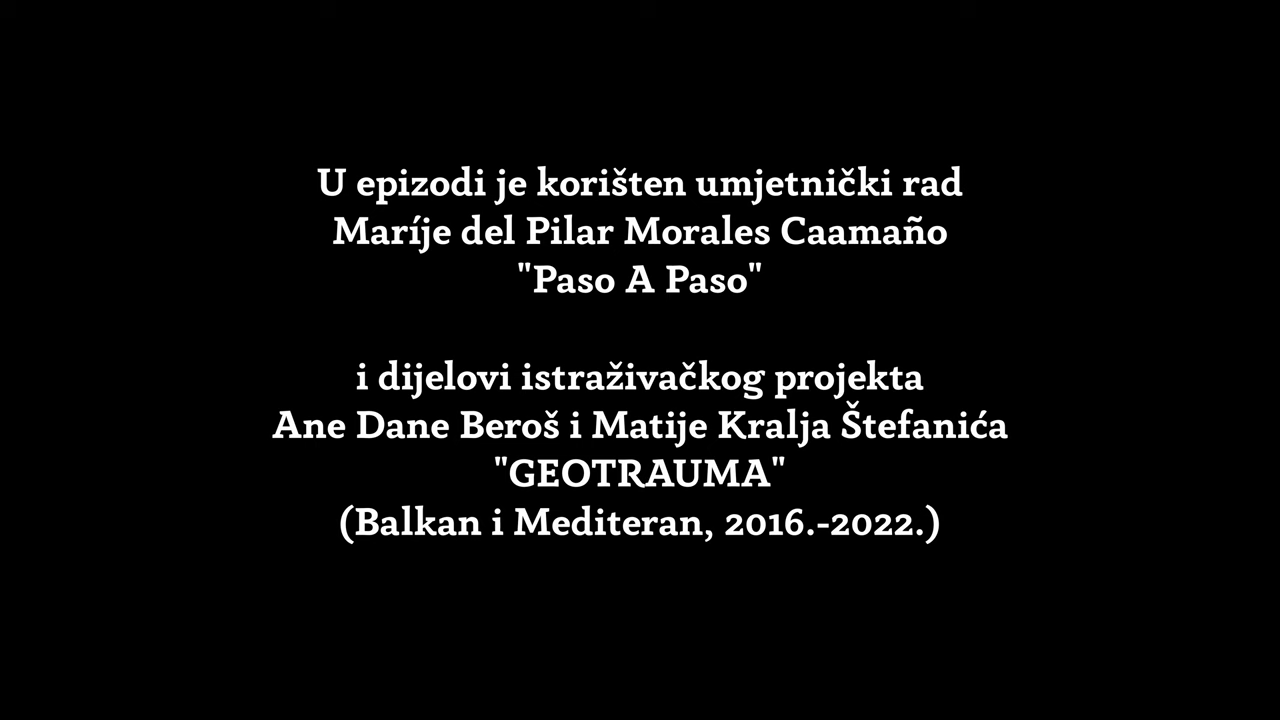 U epizodi je korišten umjetnički rad
Maríje del Pilar Morales Caamaño
"Paso A Paso"
i dijelovi istraživačkog projekta
Ane Dane Beroš i Matije Kralja Štefanića
"GEOTRAUMA"
(Balkan i Mediteran, 2016.-2022.)